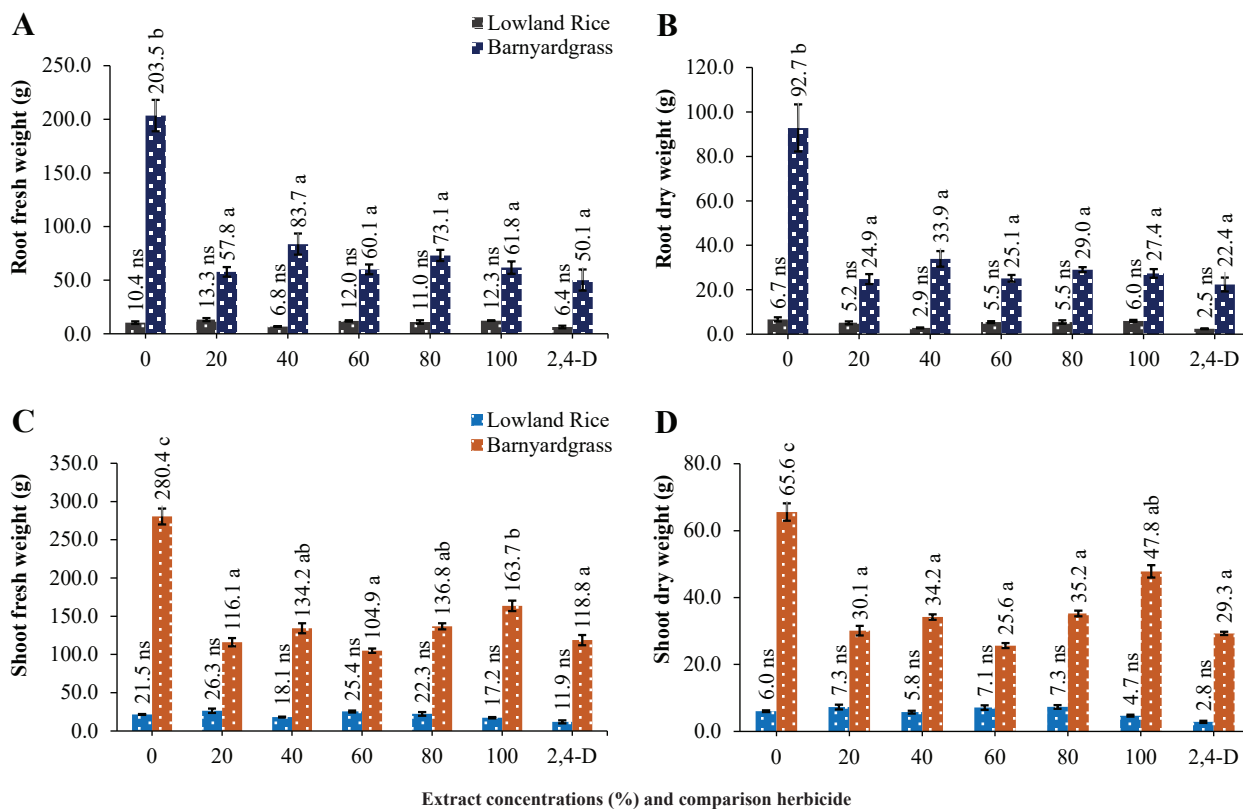 A
Lowland Rice
Barnyardgrass
Root fresh weight (g)
250.0
200.0
150.0
100.0
50.0
0.0
10.4 ns
203.5 b
13.3 ns
57.8 a
6.8 ns
83.7 a
12.0 ns
60.1 a
11.0 ns
73.1 a
12.3 ns
61.8 a
6.4 ns
50.1 a
0 20 40 60 80 100 2,4-D
B
Root dry weight (g)
120.0
100.0
80.0
60.0
40.0
20.0
0.0
6.7 ns
92.7 b
5.2 ns
24.9 a
2.9 ns
33.9 a
5.5 ns
25.1 a
5.5 ns
29.0 a
6.0 ns
27.4 a
2.5 ns
22.4 a
0 20 40 60 80 100 2,4-D
C
Lowland Rice
Barnyardgrass
Shoot fresh weight (g)
350.0
300.0
250.0
200.0
150.0
100.0
50.0
0.0
21.5 ns
280.4 c
26.3 ns
116.1 a
18.1 ns
134.2 ab
25.4 ns
104.9 a
22.3 ns
136.8 ab
17.2 ns
163.7 b
11.9 ns
118.8 a
0 20 40 60 80 100 2,4-D
D
Shoot dry weight (g)
80.0
60.0
40.0
20.0
0.0
6.0 ns
65.6 c
7.3 ns
30.1 a
5.8 ns
34.2 a
7.1 ns
25.6 a
7.3 ns
35.2 a
4.7 ns
47.8 ab
2.8 ns
29.3 a
0 20 40 60 80 100 2,4-D
Extract concentrations (%) and comparison herbicide